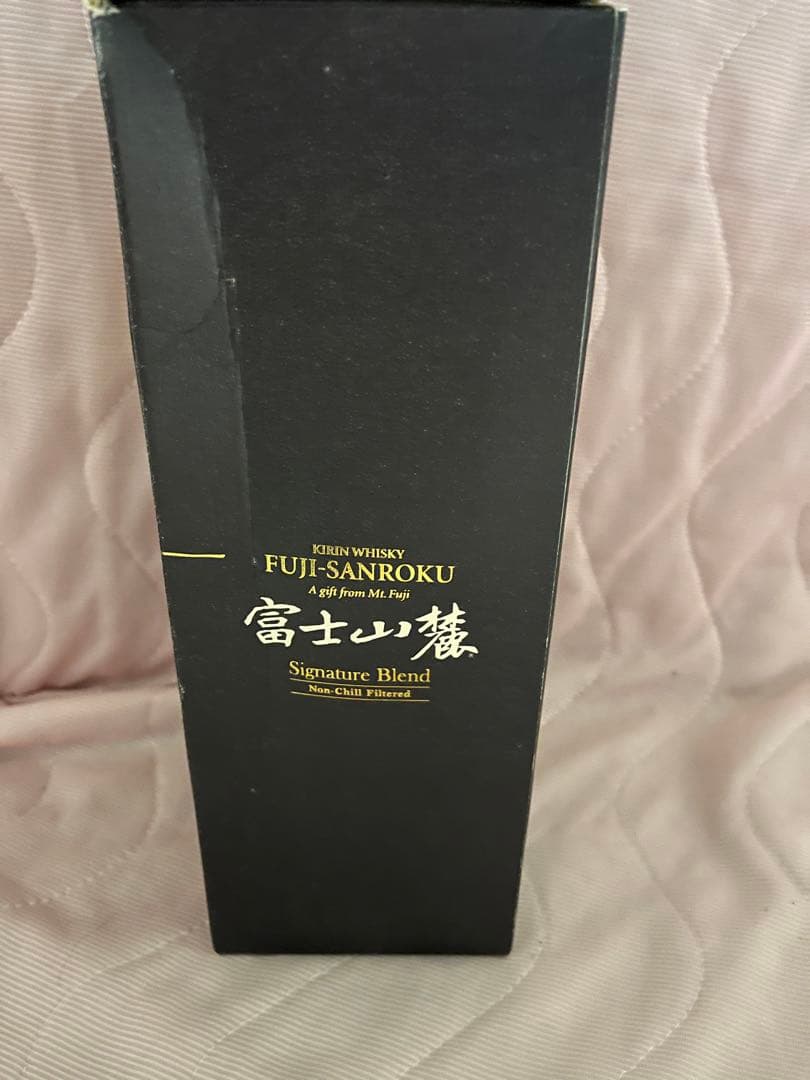 KIRIN WHISKY
FUJI-SANROKU
A gift from Mt. Fuji
富士山麓
Signature Blend
Non-Chill Filtered